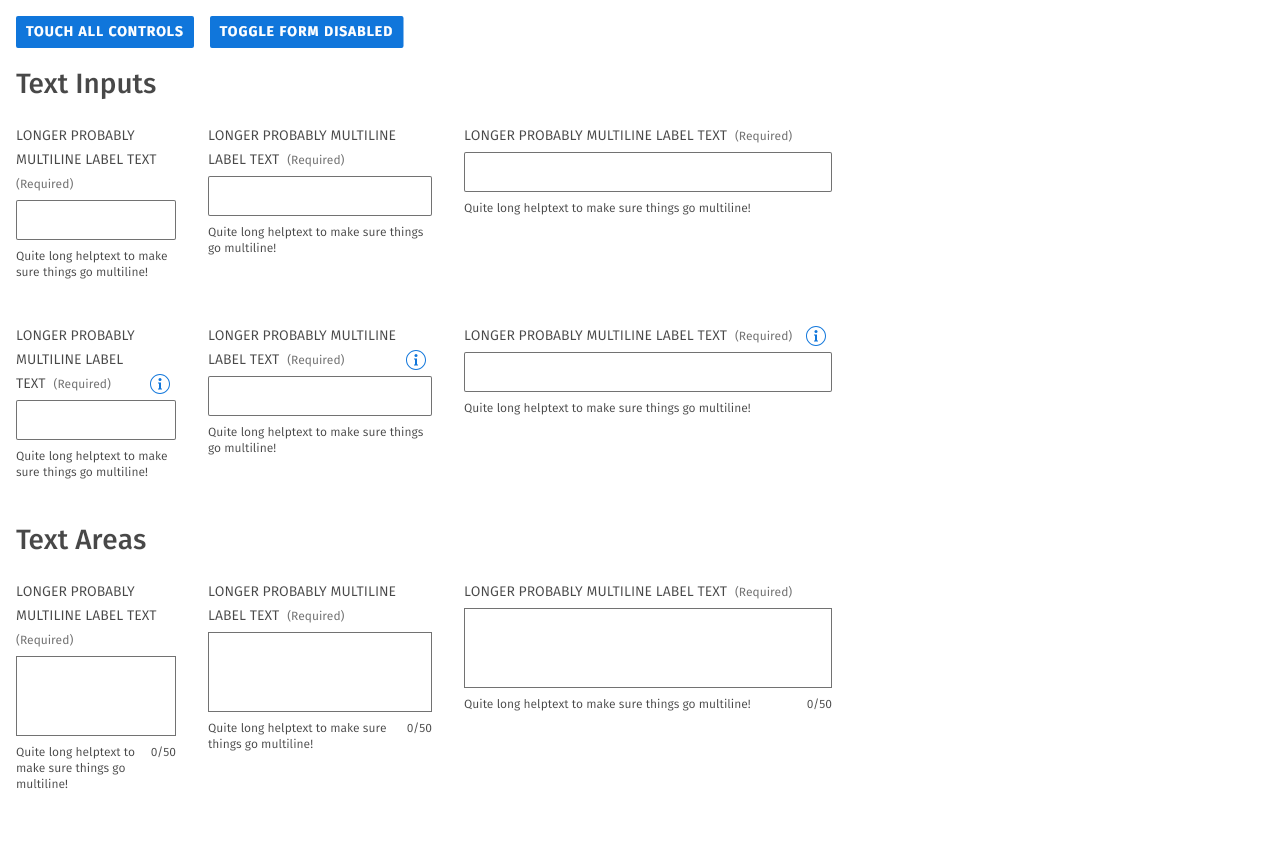 TOUCH ALL CONTROLS
TOGGLE FORM DISABLED
Text Inputs
LONGER PROBABLY
MULTILINE LABEL TEXT
(Required)
Quite long helptext to make
sure things go multiline!
LONGER PROBABLY MULTILINE
LABEL TEXT (Required)
Quite long helptext to make sure things
go multiline!
LONGER PROBABLY MULTILINE LABEL TEXT (Required)
Quite long helptext to make sure things go multiline!
LONGER PROBABLY
MULTILINE LABEL
TEXT (Required)
Quite long helptext to make
sure things go multiline!
LONGER PROBABLY MULTILINE
LABEL TEXT (Required)
Quite long helptext to make sure things
go multiline!
LONGER PROBABLY MULTILINE LABEL TEXT (Required)
Quite long helptext to make sure things go multiline!
Text Areas
LONGER PROBABLY
MULTILINE LABEL TEXT
(Required)
Quite long helptext to 0/50
make sure things go
multiline!
LONGER PROBABLY MULTILINE
LABEL TEXT (Required)
Quite long helptext to make sure 0/50
things go multiline!
LONGER PROBABLY MULTILINE LABEL TEXT (Required)
Quite long helptext to make sure things go multiline! 0/50